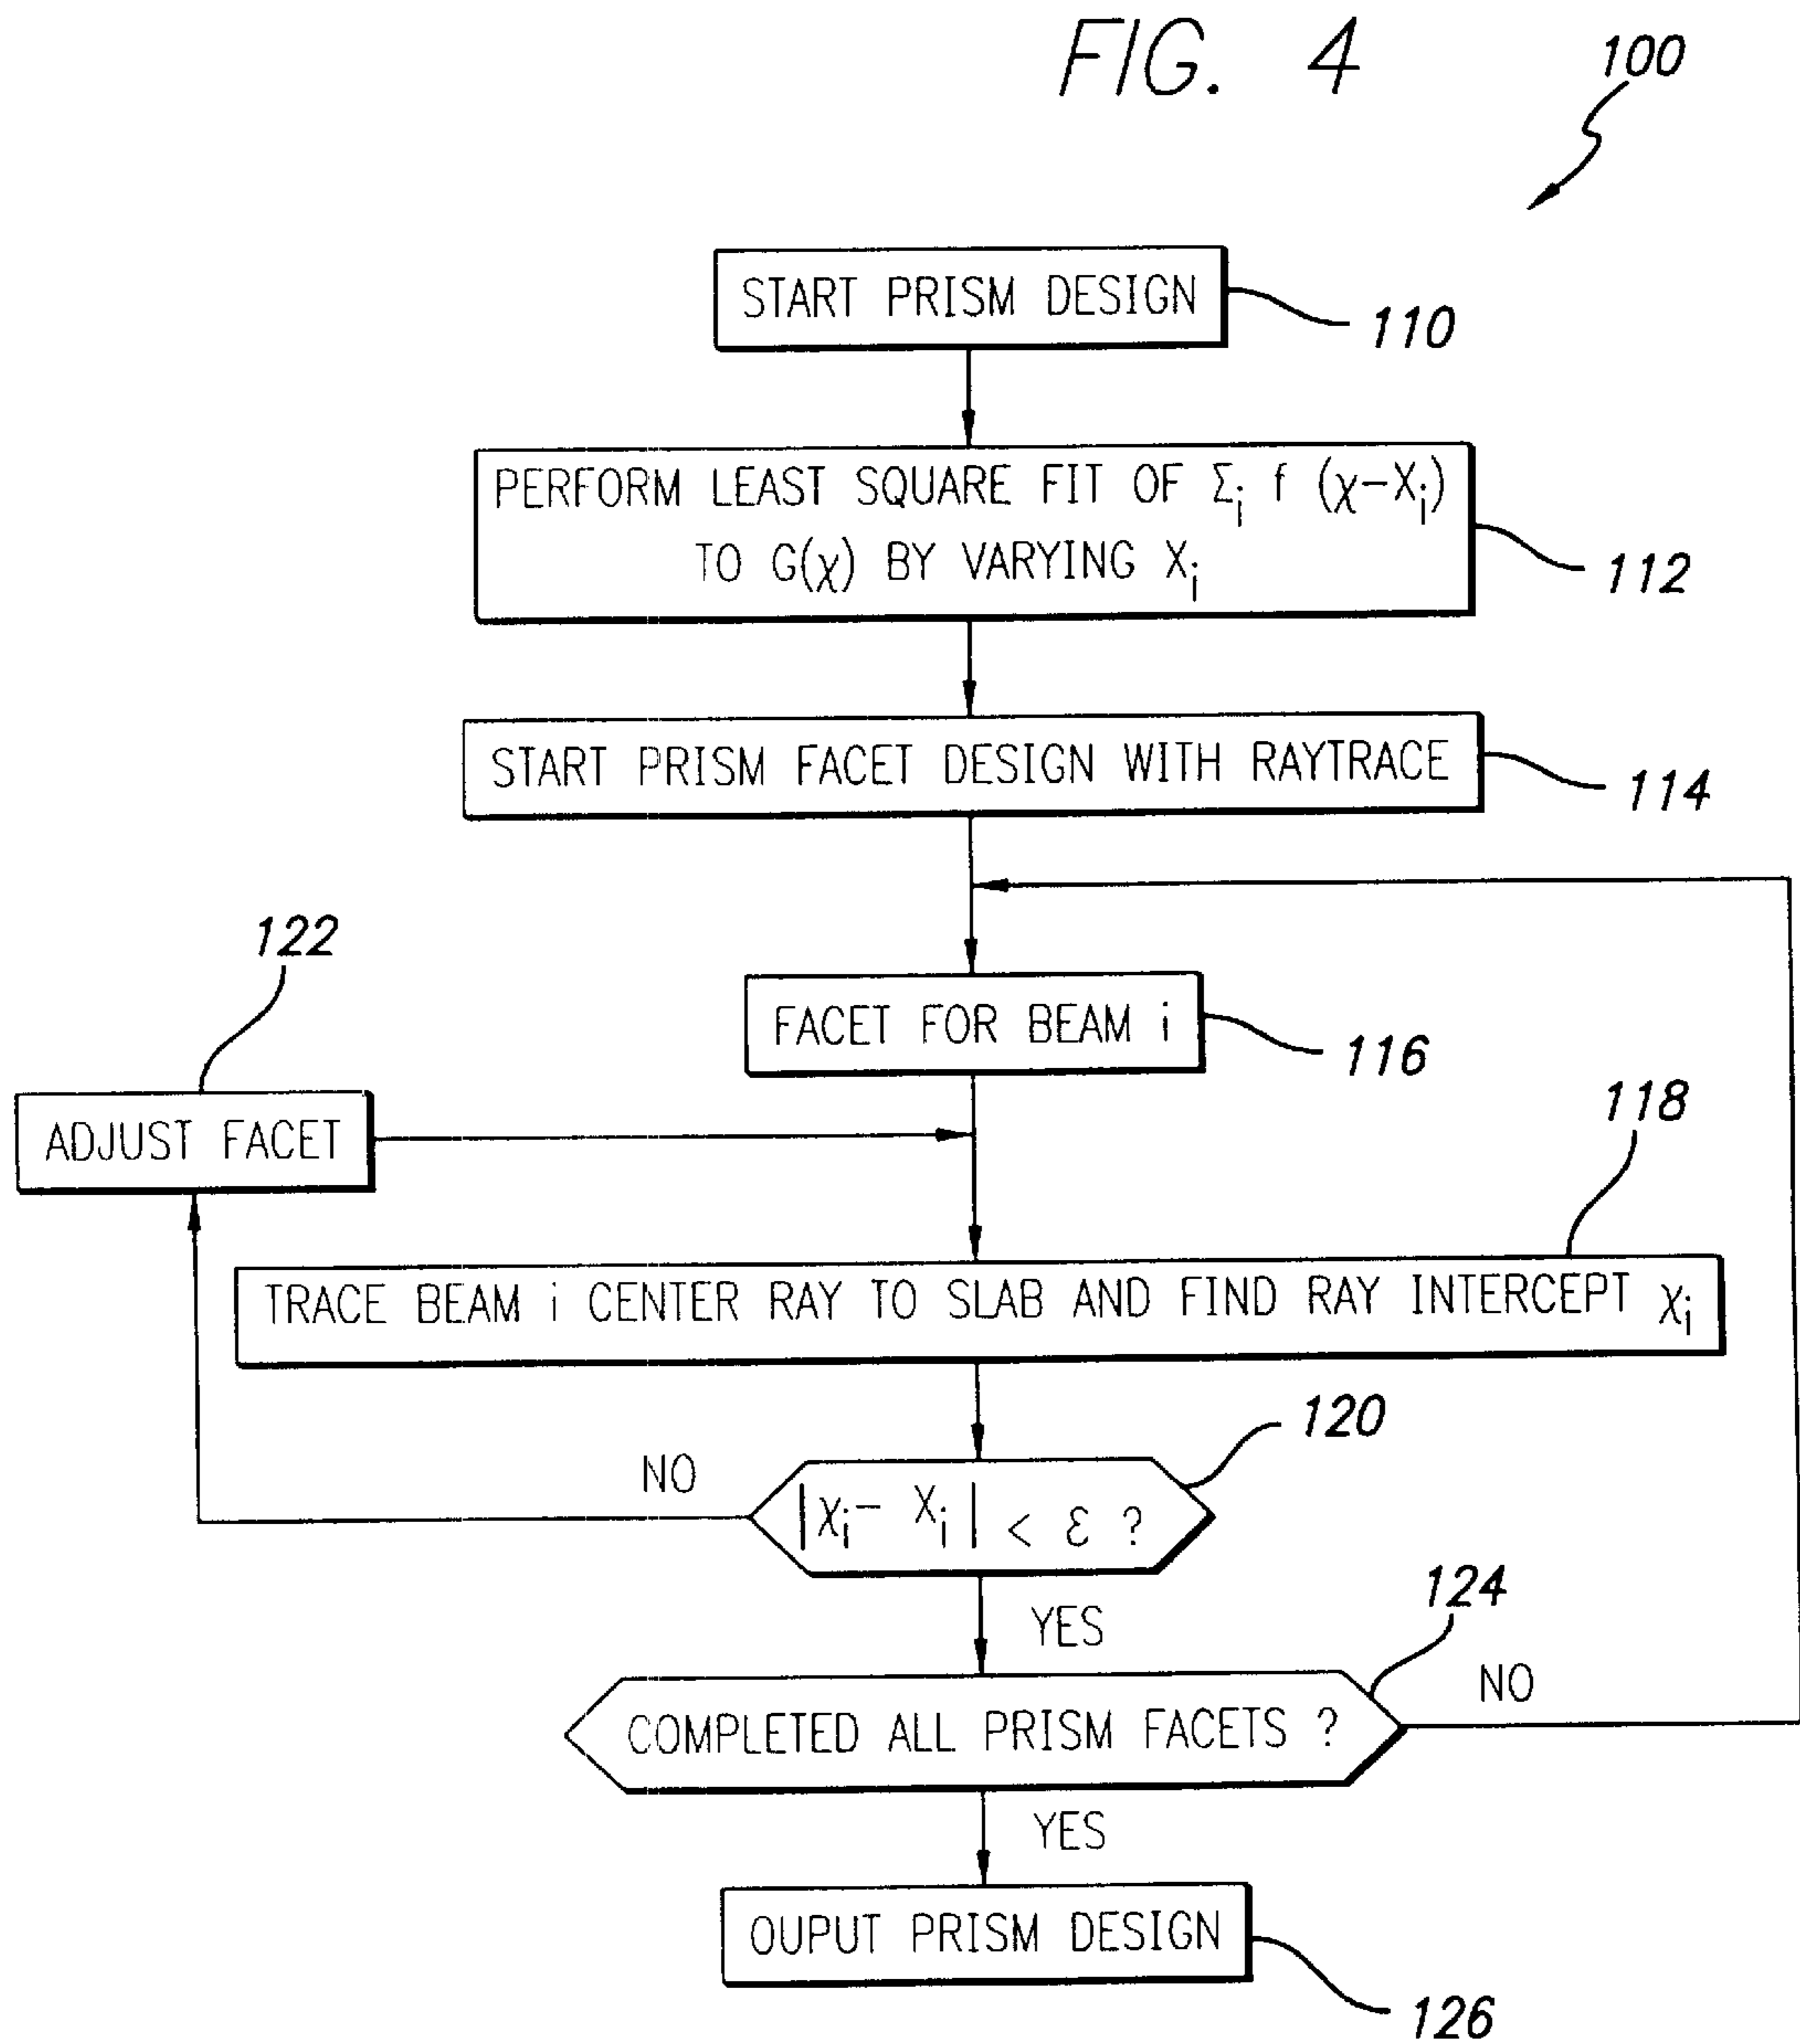 FIG. 4
100
START PRISM DESIGN
110
PERFORM LEAST SQUARE FIT OF Σi f (χ-Xi)
TO G(χ) BY VARYING Xi
112
START PRISM FACET DESIGN WITH RAYTRACE
114
122
FACET FOR BEAM i
116
ADJUST FACET
118
TRACE BEAM i CENTER RAY TO SLAB AND FIND RAY INTERCEPT χi
120
NO
|χi- Xi| < ε ?
YES
124
NO
COMPLETED ALL PRISM FACETS ?
YES
OUPUT PRISM DESIGN
126